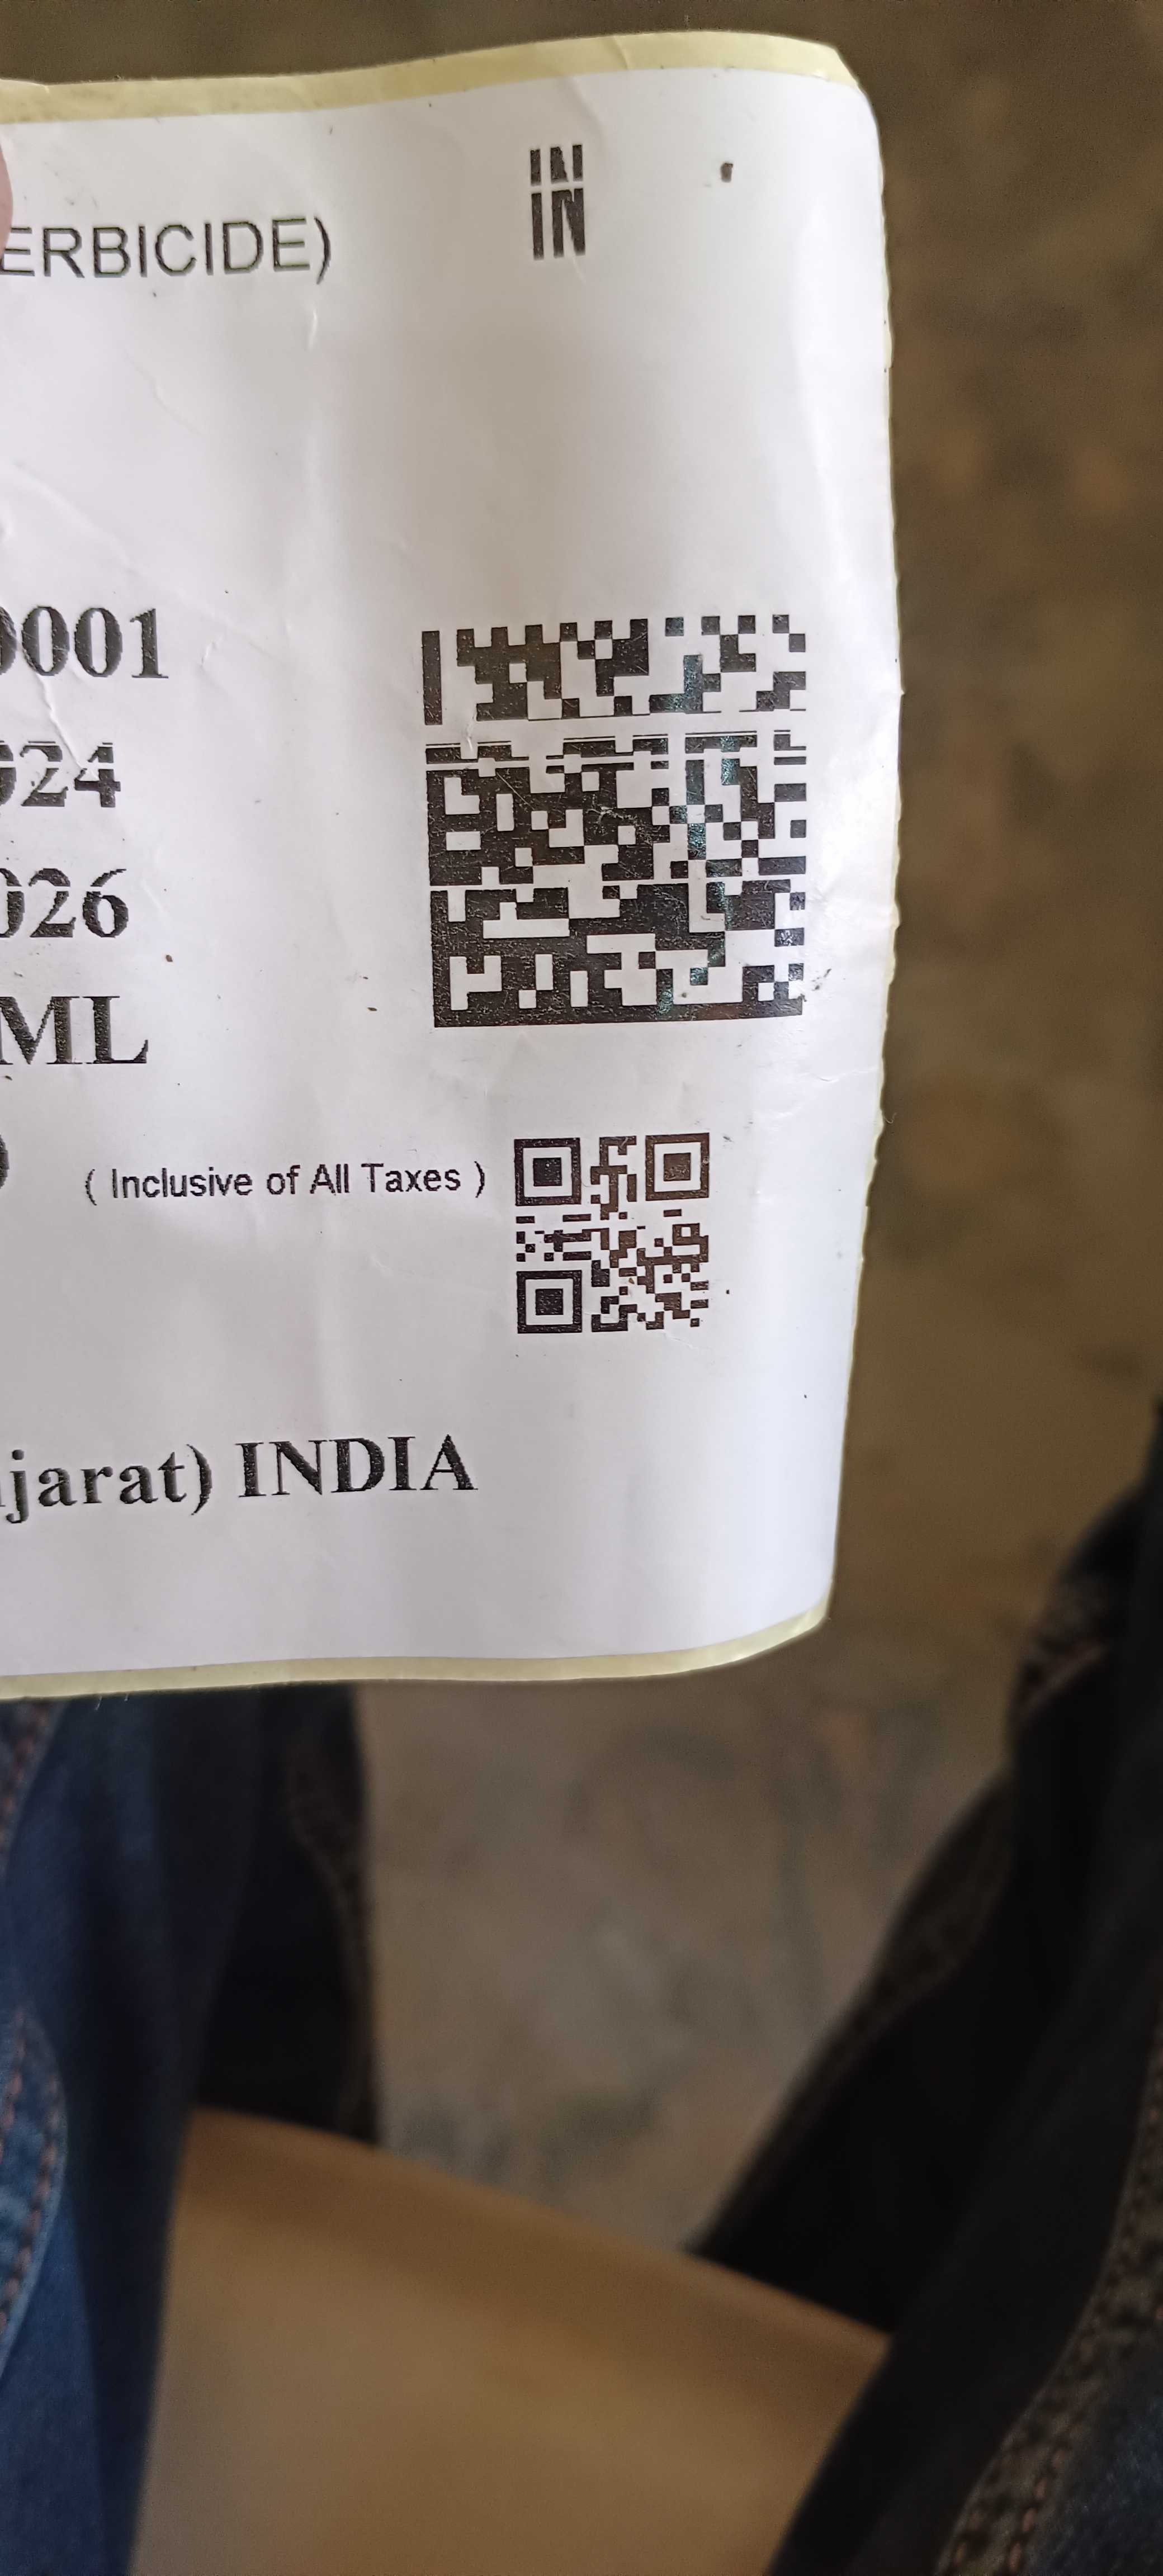 IN
ERBICIDE)
0001
024
026
ML
( Inclusive of All Taxes )
jarat) INDIA